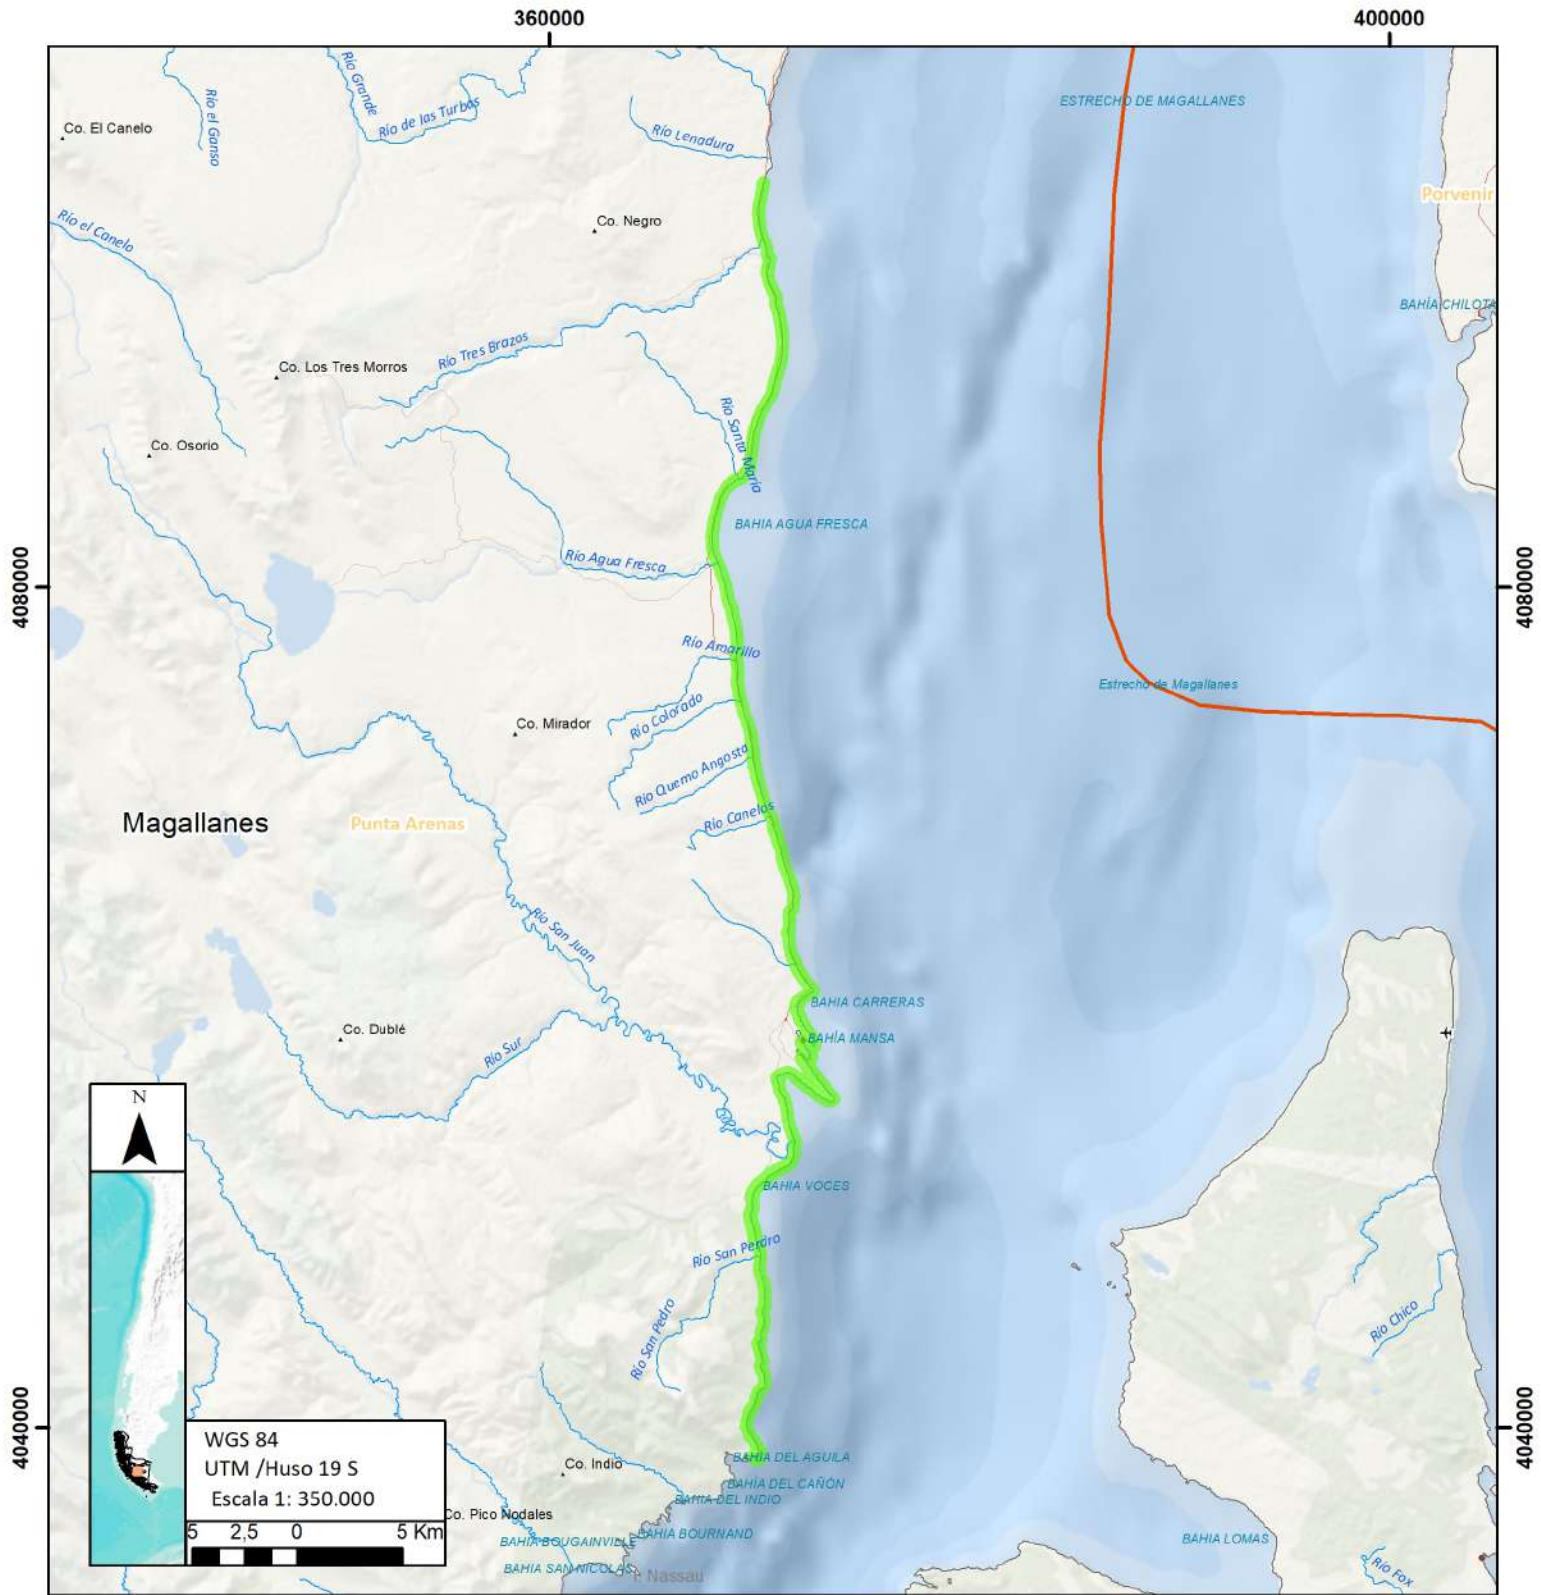 360000
400000
ESTRECHO DE MAGALLANES
Río Grande
Río el Ganso
Río de las Turbas
Co. El Canelo
Río Lenadura
Porvenir
Co. Negro
Río el Canelo
BAHÍA CHILOTA
Río Tres Brazos
Co. Los Tres Morros
Río Santa María
Co. Osorio
BAHIA AGUA FRESCA
Río Agua Fresca
4080000
4080000
Río Amarillo
Estrecho de Magallanes
Río Colorado
Co. Mirador
Río Quemo Angosta
Río Canelos
Magallanes
Punta Arenas
Río San Juan
BAHIA CARRERAS
BAHÍA MANSA
Co. Dublé
Río Sur
N
BAHIA VOCES
Río San Perdro
Río San Pedro
Río Chico
4040000
4040000
WGS 84
UTM /Huso 19 S
Escala 1: 350.000
5 2,5 0 5 Km
BAHIA DEL AGUILA
Co. Indio
BAHÍA DEL CAÑÓN
BAHIA DEL INDIO
Co. Pico Nodales
BAHIA BOURNAND
BAHIA BOUGAINVILLE
BAHIA LOMAS
BAHIA SAN NICOLAS
F. Nassau
Río Fox